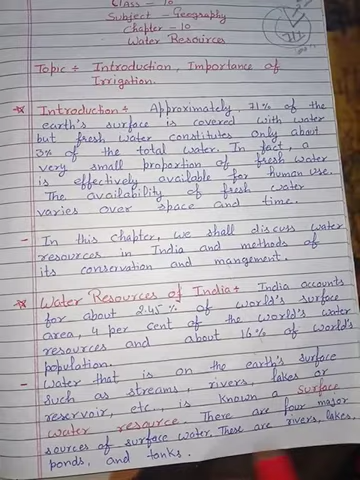 Class - 10
Subject - Geography
Chapter - 10
Water Resources
Topic ÷ Introduction, Importance of
Irrigation.
Introduction ÷ Approximately, 71% of the
earth's surface is covered with water
but fresh water constitutes only about
3% of the total water. In fact, a
very small proportion of fresh water
is effectively available for human use.
The availability of fresh water
varies over space and time.
- In this chapter, we shall discuss water
resources in India and methods of
its conservation and mangement.
Water Resources of India ÷ India accounts
for about 2.45% of world's surface
area, 4 per cent of the world's water
resources and about 16% of world's
population.
- Water that is on the earth's surface
such as streams, rivers, lakes or
reservoir, etc., is known a surface
water resource. There are four major
sources of surface water. These are rivers, lakes.
ponds, and tanks.